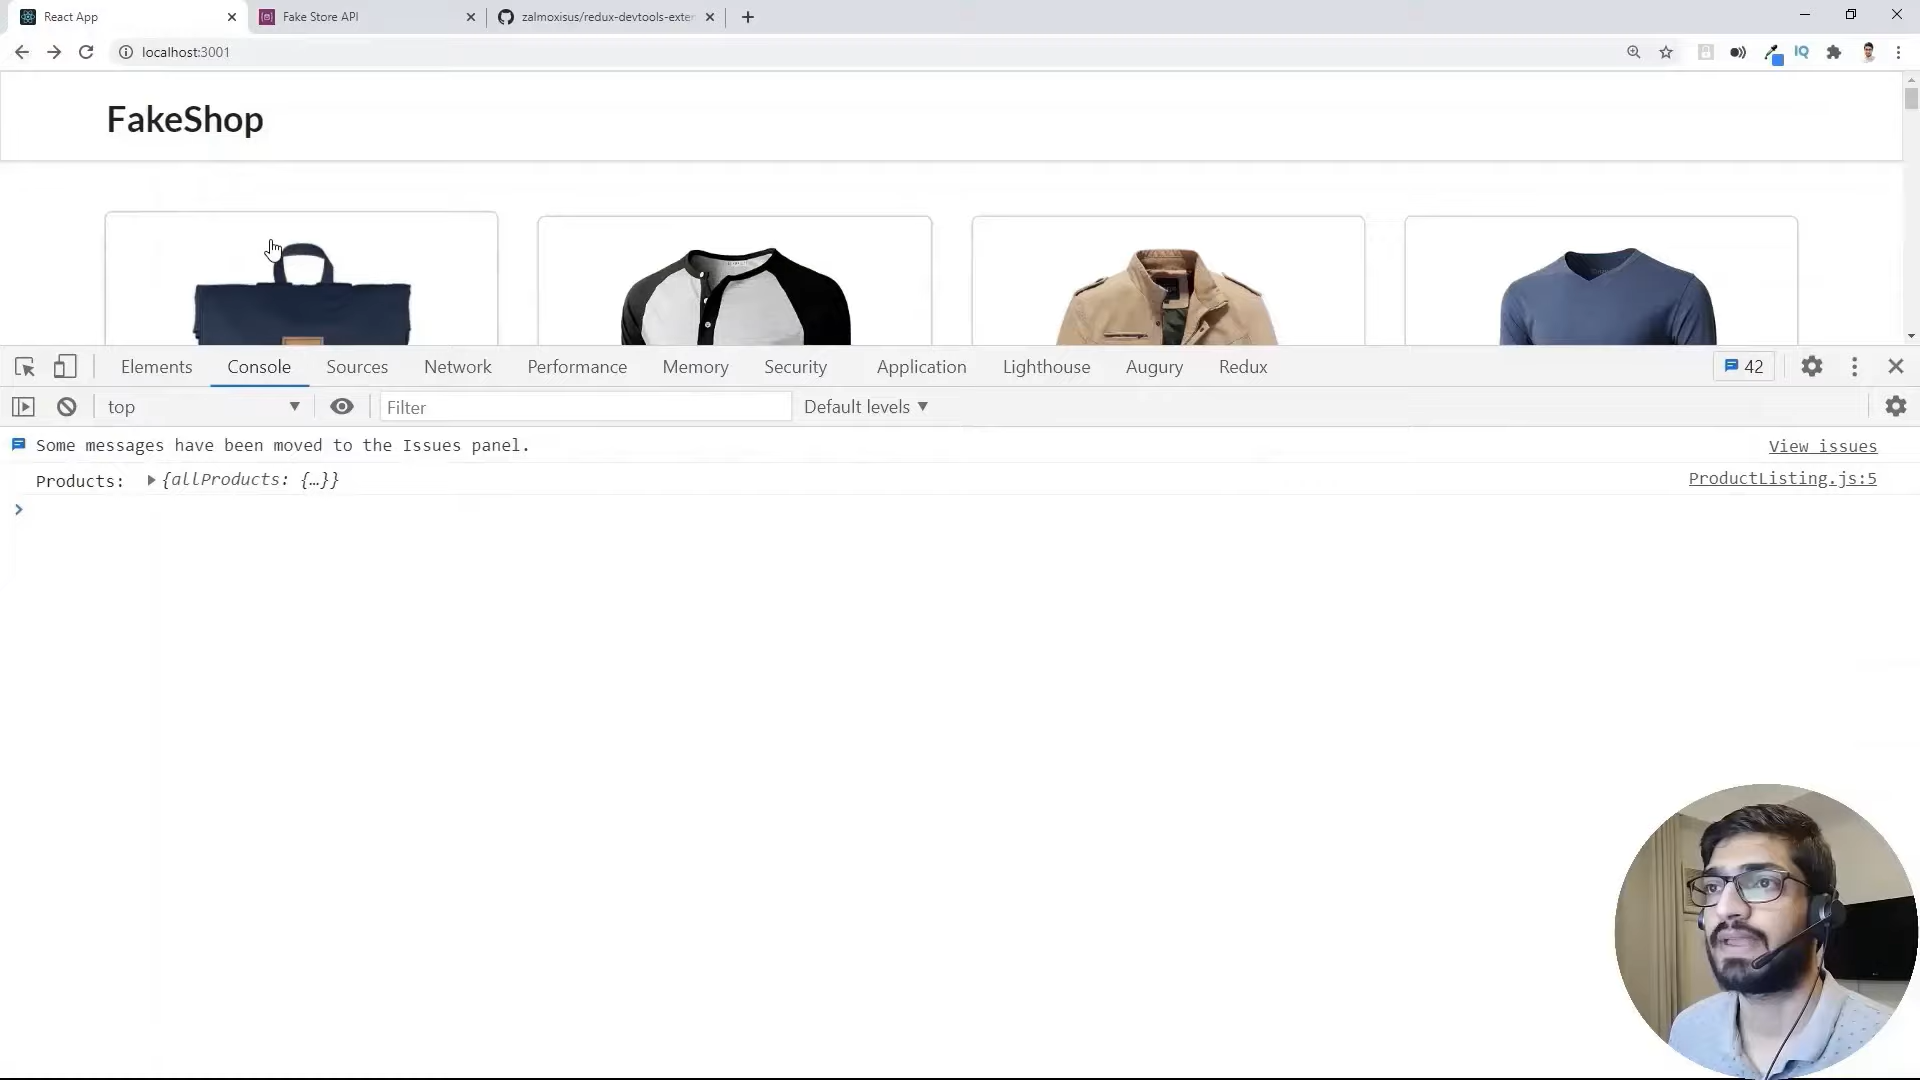 React App
Fake Store API
zalmoxisus/redux-devtools-exten
localhost:3001
IQ
FakeShop
Elements
Console
Sources
Network
Performance
Memory
Security
Application
Lighthouse
Augury
Redux
42
top
Filter
Default levels
Some messages have been moved to the Issues panel.
View issues
Products: {allProducts: {…}}
ProductListing.js:5